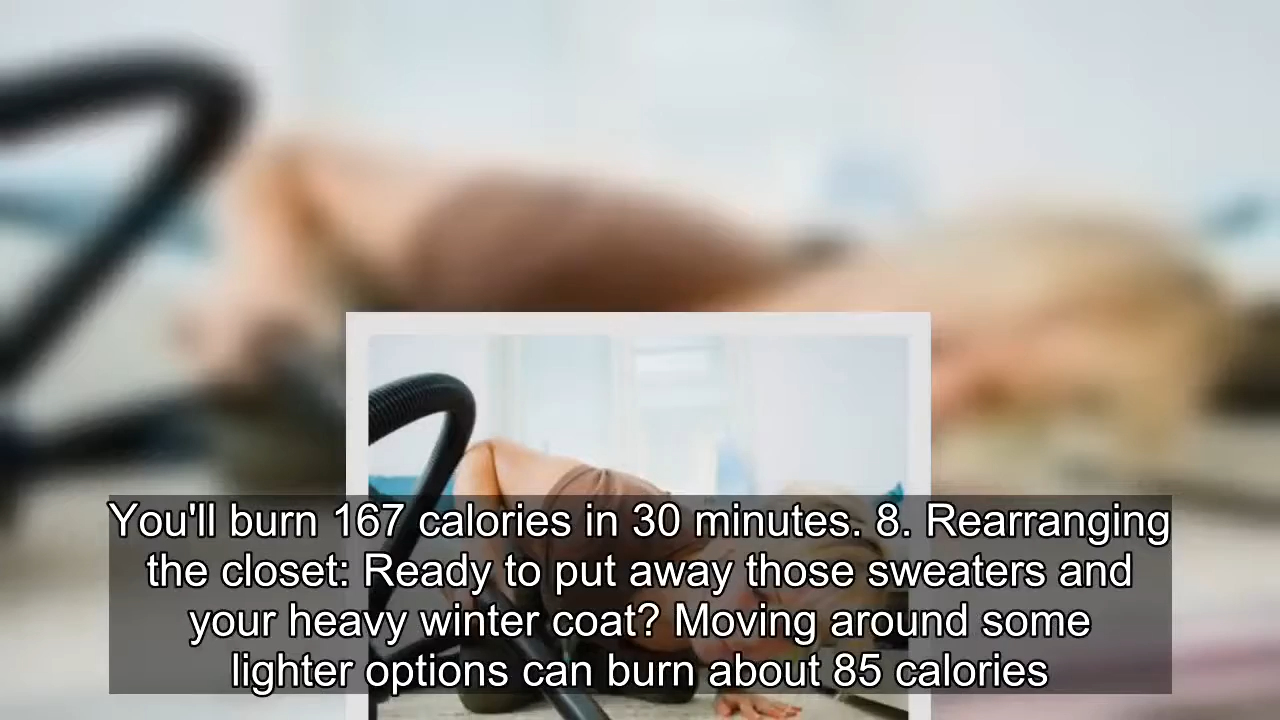 You'll burn 167 calories in 30 minutes. 8. Rearranging
the closet: Ready to put away those sweaters and
your heavy winter coat? Moving around some
lighter options can burn about 85 calories